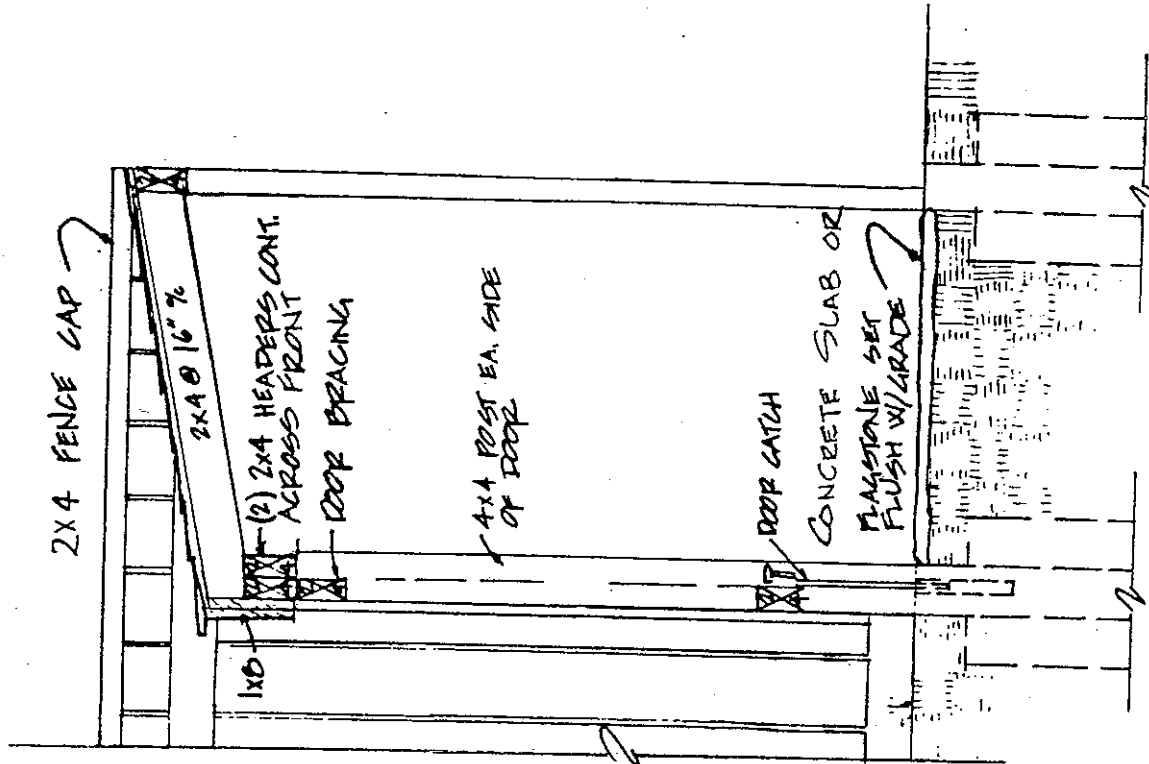 2X4 FENCE CAP
2X4 @ 16" %
(2) 2X4 HEADERS CONT.
ACROSS FRONT
DOOR BRACING
1X8
4X4 POST EA. SIDE
OF DOOR
DOOR CATCH
CONCRETE SLAB OR
FLAGSTONE SET
FLUSH W/GRADE